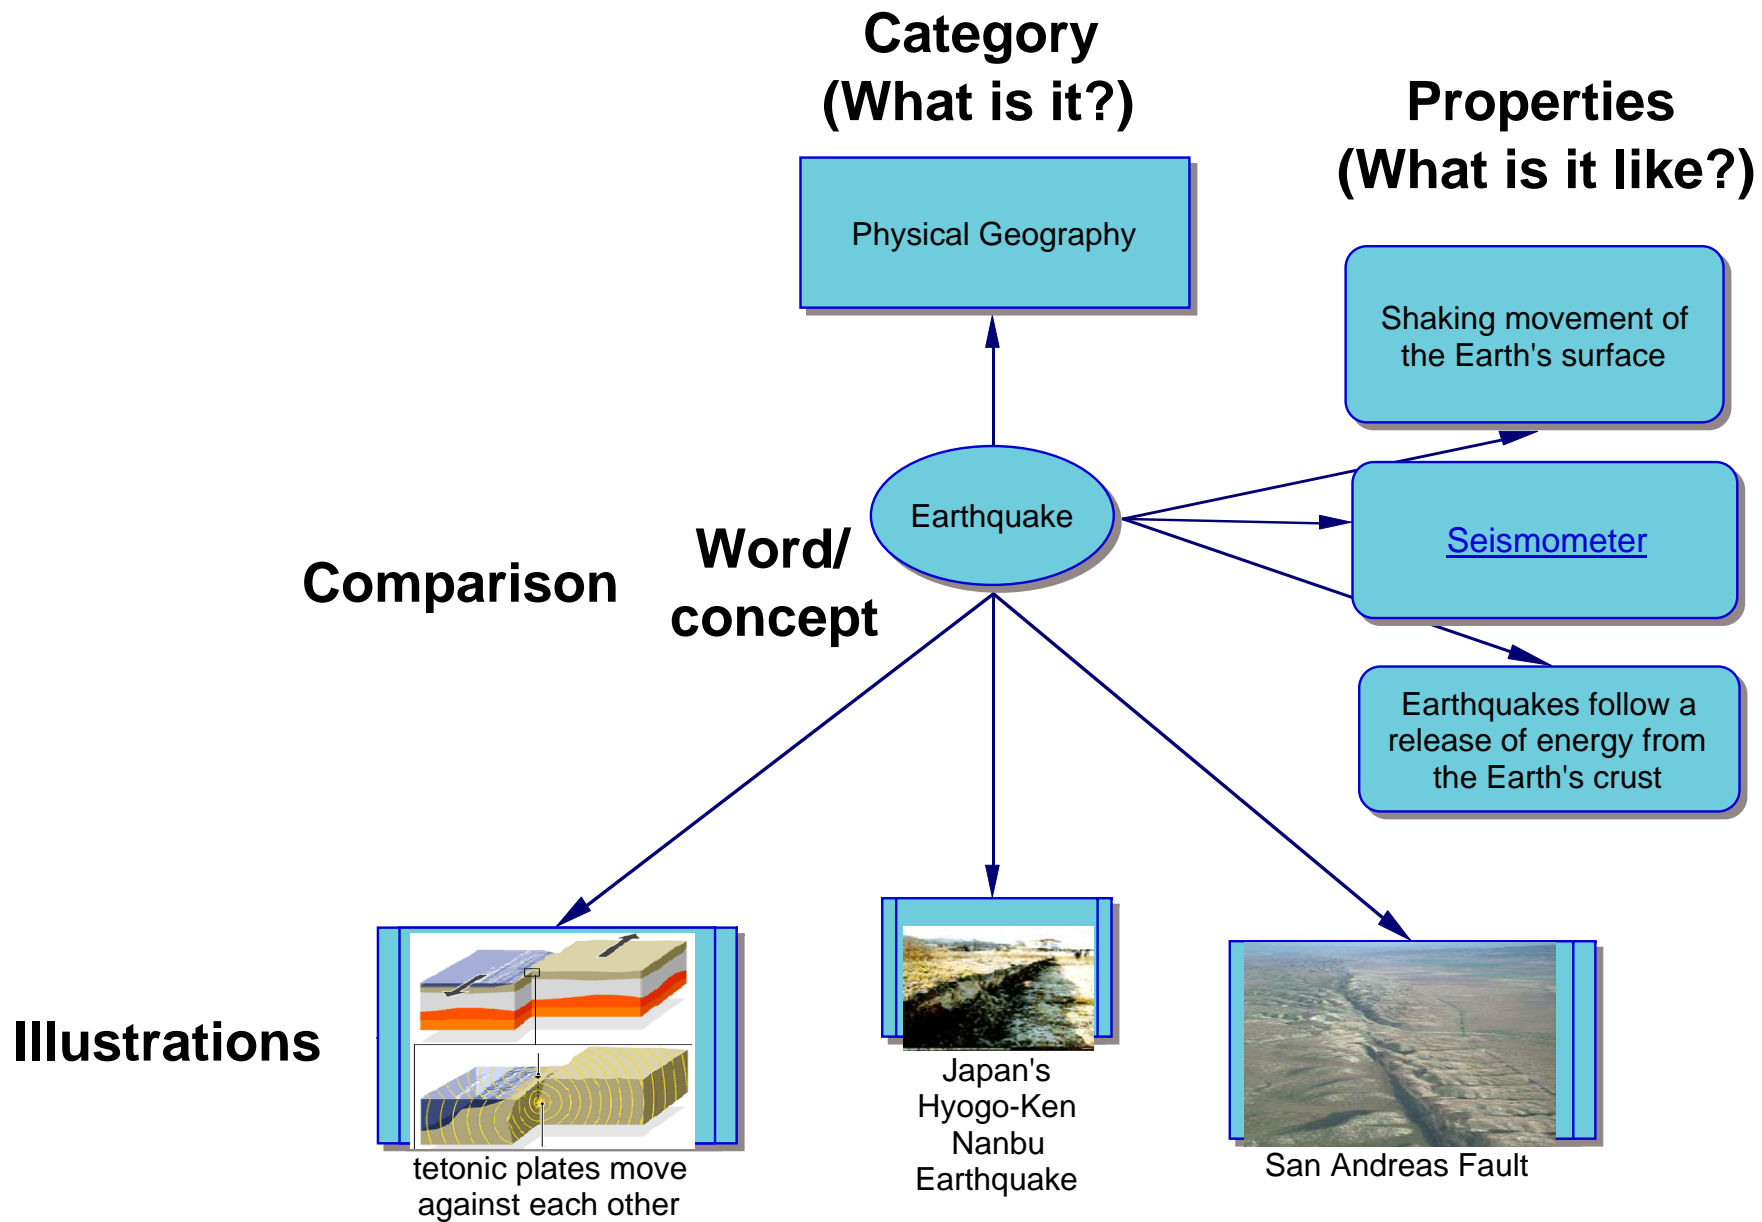 Category
(What is it?)
Properties
(What is it like?)
Physical Geography
Shaking movement of
the Earth's surface
Earthquake
Seismometer
Word/
concept
Comparison
Earthquakes follow a
release of energy from
the Earth's crust
Illustrations
tetonic plates move
against each other
Japan's
Hyogo-Ken
Nanbu
Earthquake
San Andreas Fault